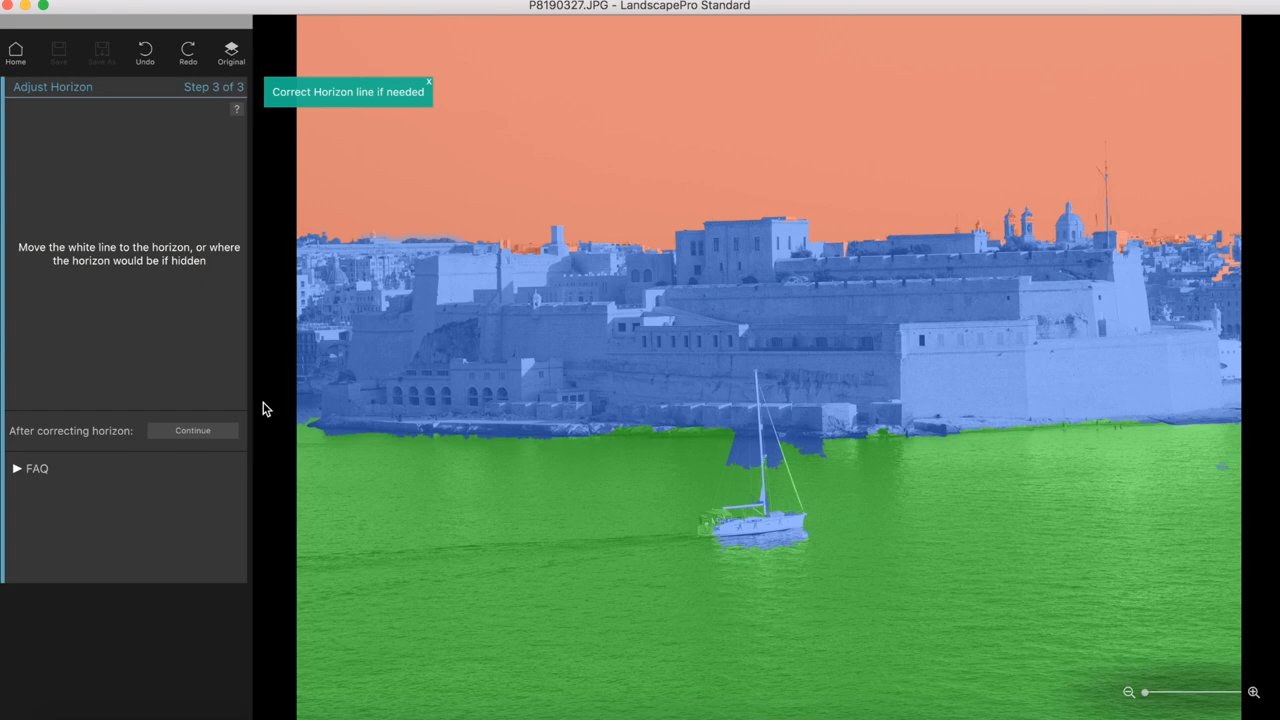 P8190327.JPG - LandscapePro Standard
Home
Save
Save As
Undo
Redo
Original
Adjust Horizon
Step 3 of 3
?
Correct Horizon line if needed
X
Move the white line to the horizon, or where
the horizon would be if hidden
After correcting horizon:
Continue
FAQ